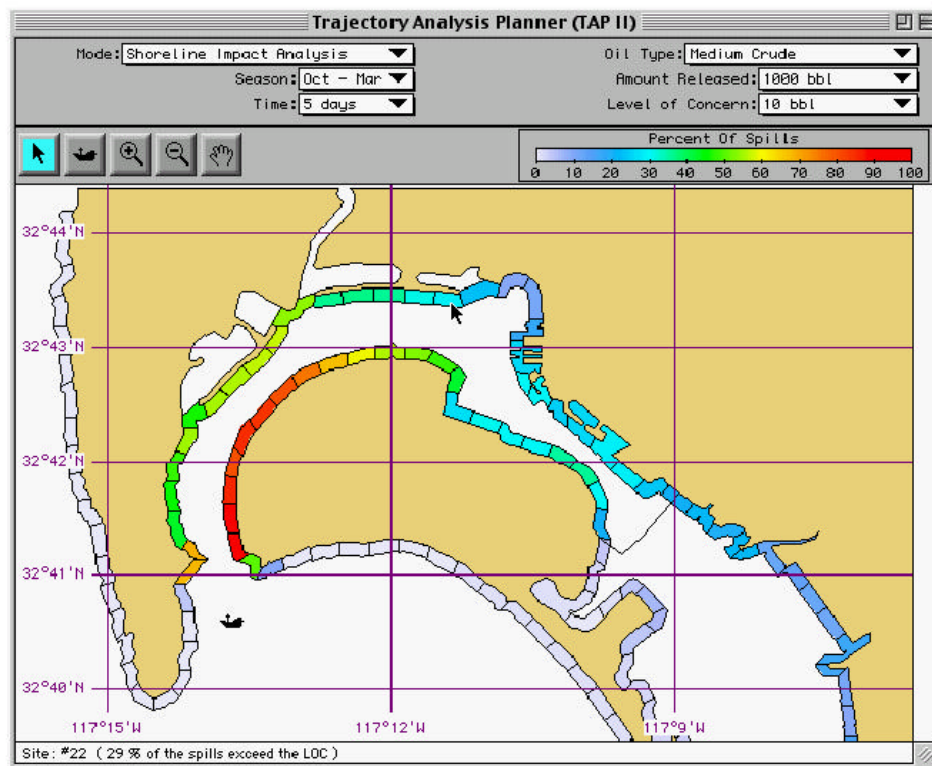 Trajectory Analysis Planner (TAP II)
Mode: Shoreline Impact Analysis
Oil Type: Medium Crude
Season: Oct - Mar
Amount Released: 1000 bbl
Time: 5 days
Level of Concern: 10 bbl
Percent Of Spills
0 10 20 30 40 50 60 70 80 90 100
32°44'N
32°43'N
32°42'N
32°41'N
32°40'N
117°15'W 117°12'W 117°9'W
Site: #22 ( 29 % of the spills exceed the LOC )